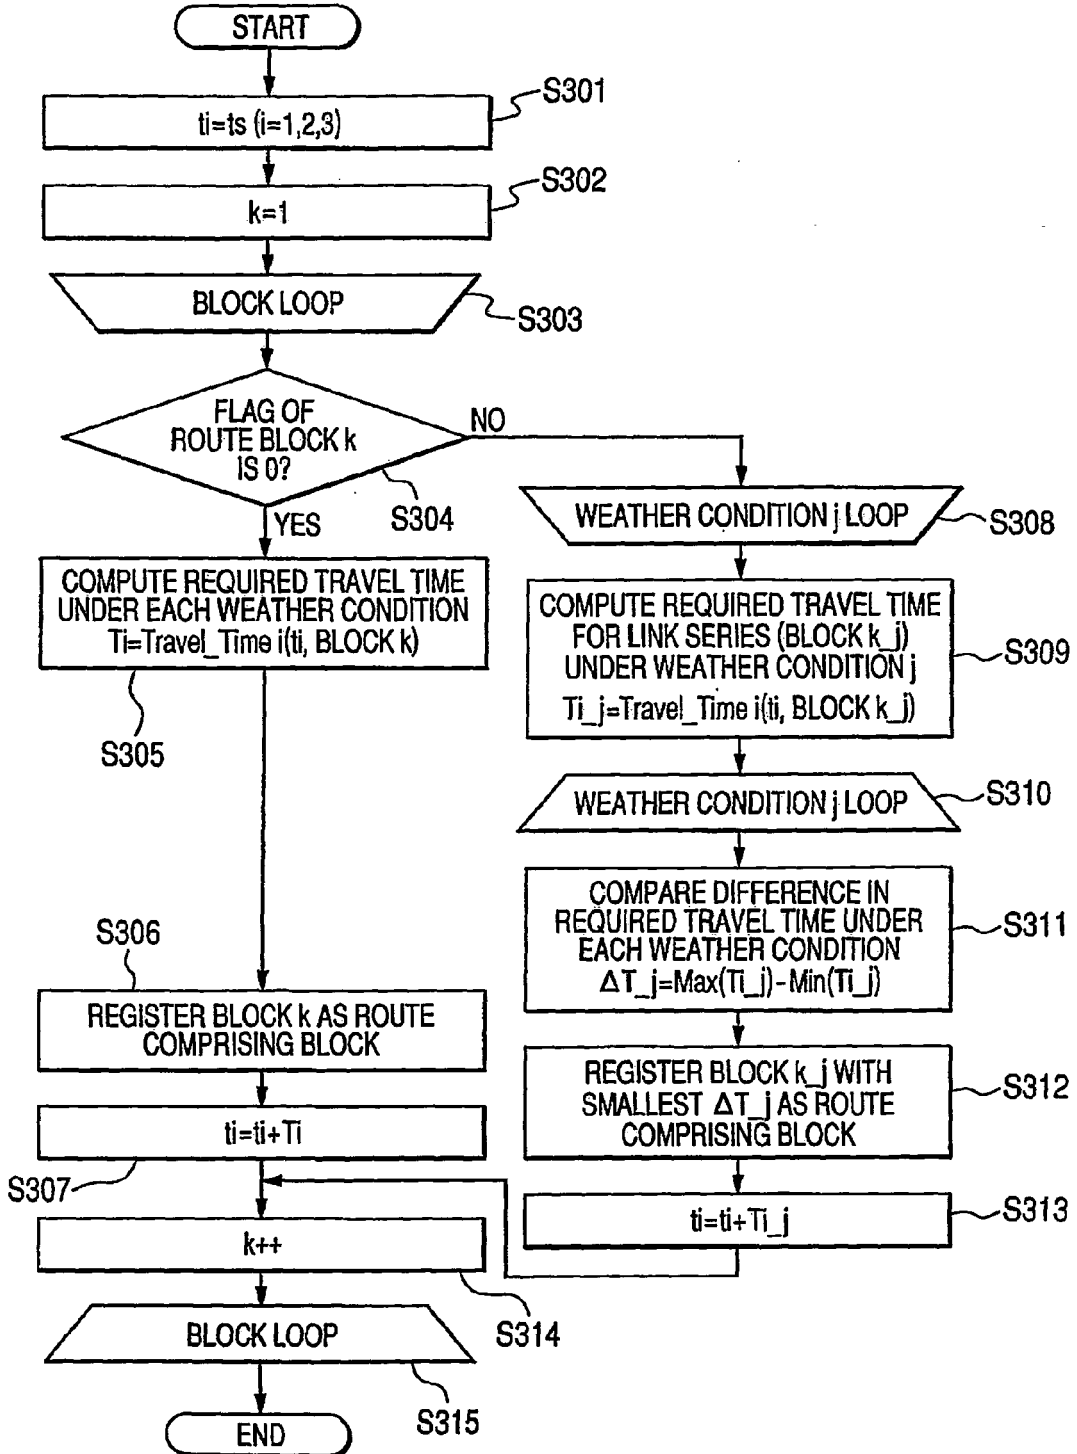 START
S301
ti=ts (i=1,2,3)
S302
k=1
BLOCK LOOP
S303
FLAG OF
ROUTE BLOCK k
IS 0?
NO
S304
YES
COMPUTE REQUIRED TRAVEL TIME
UNDER EACH WEATHER CONDITION
Ti=Travel_Time i(ti, BLOCK k)
S305
S306
REGISTER BLOCK k AS ROUTE
COMPRISING BLOCK
ti=ti+Ti
S307
WEATHER CONDITION j LOOP
S308
COMPUTE REQUIRED TRAVEL TIME
FOR LINK SERIES (BLOCK k_j)
UNDER WEATHER CONDITION j
Ti_j=Travel_Time i(ti, BLOCK k_j)
S309
WEATHER CONDITION j LOOP
S310
COMPARE DIFFERENCE IN
REQUIRED TRAVEL TIME UNDER
EACH WEATHER CONDITION
ΔT_j=Max(Ti_j)-Min(Ti_j)
S311
REGISTER BLOCK k_j WITH
SMALLEST ΔT_j AS ROUTE
COMPRISING BLOCK
S312
ti=ti+Ti_j
S313
k++
S314
BLOCK LOOP
S315
END